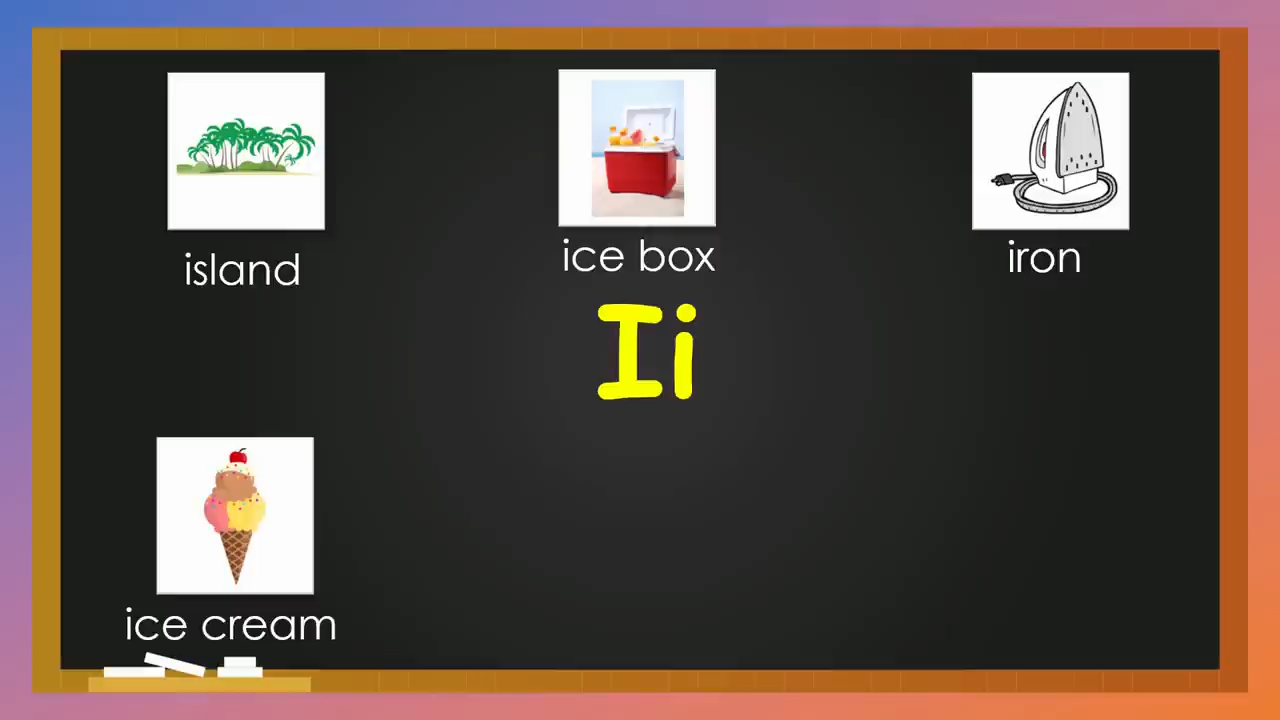 island
ice box
iron
Ii
ice cream